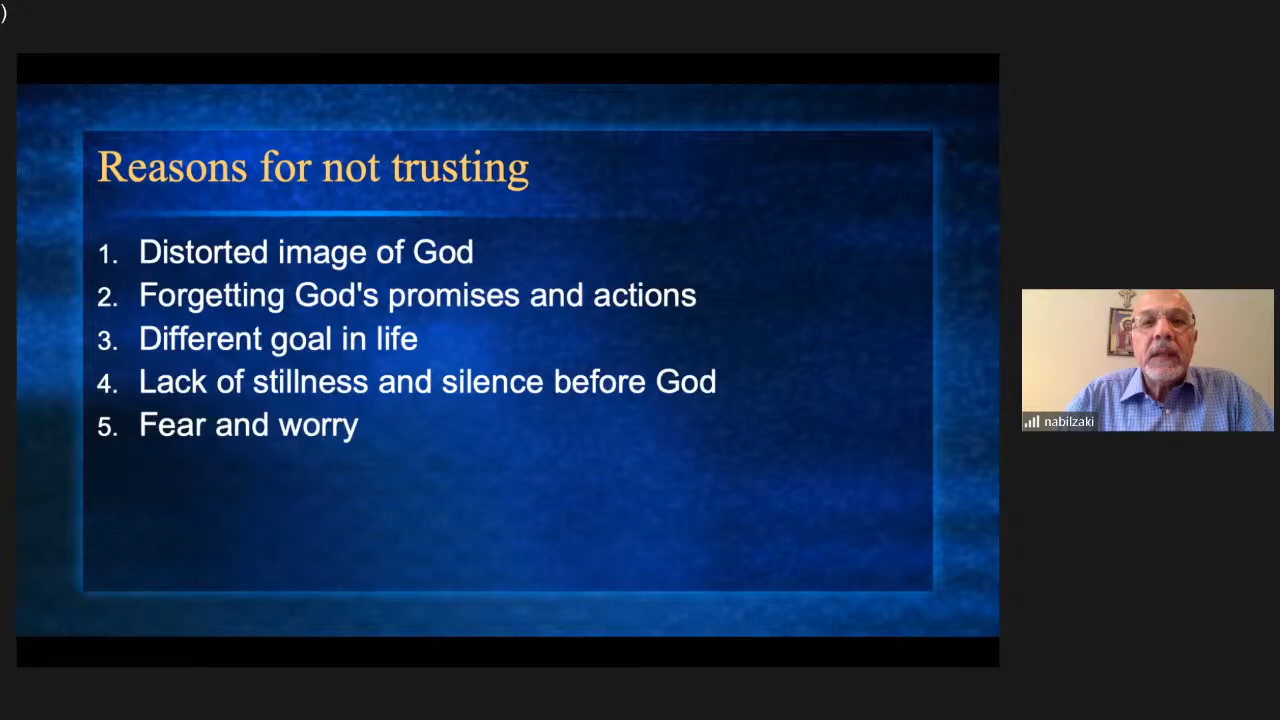 )
Reasons for not trusting
1. Distorted image of God
2. Forgetting God's promises and actions
3. Different goal in life
4. Lack of stillness and silence before God
5. Fear and worry
nabilzaki